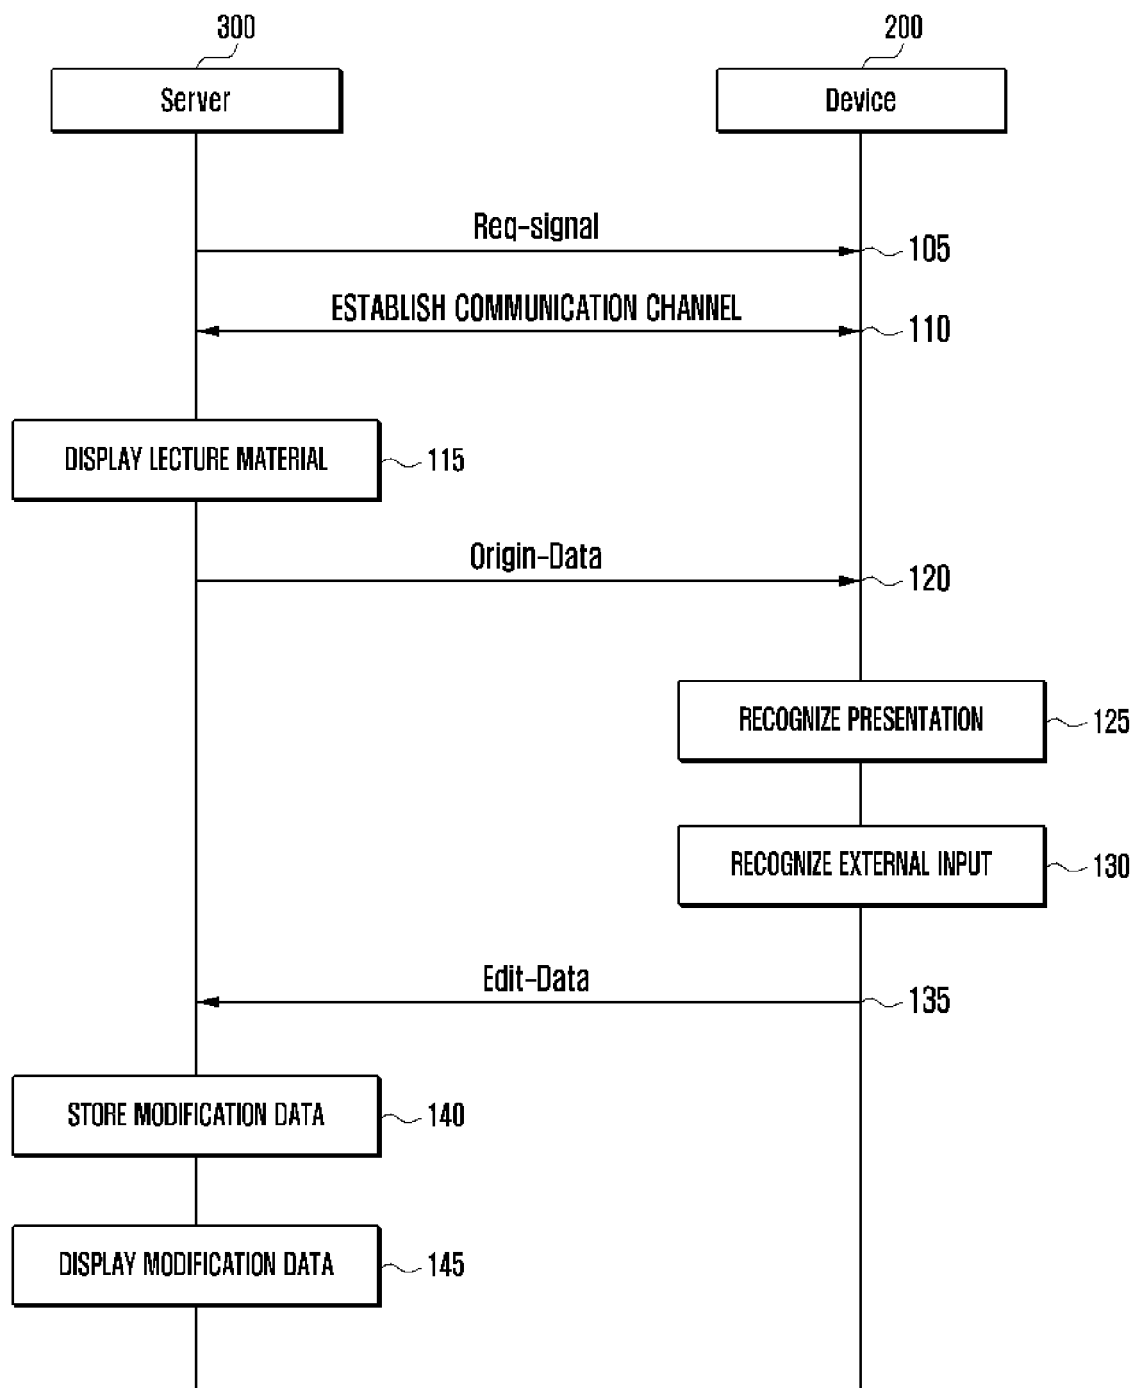 300
200
Server
Device
Req-signal
105
ESTABLISH COMMUNICATION CHANNEL
110
DISPLAY LECTURE MATERIAL
115
Origin-Data
120
RECOGNIZE PRESENTATION
125
RECOGNIZE EXTERNAL INPUT
130
Edit-Data
135
STORE MODIFICATION DATA
140
DISPLAY MODIFICATION DATA
145